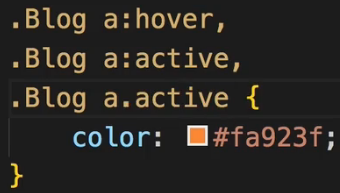 .Blog a:hover,
.Blog a:active,
.Blog a.active {
    color: #fa923f;
}